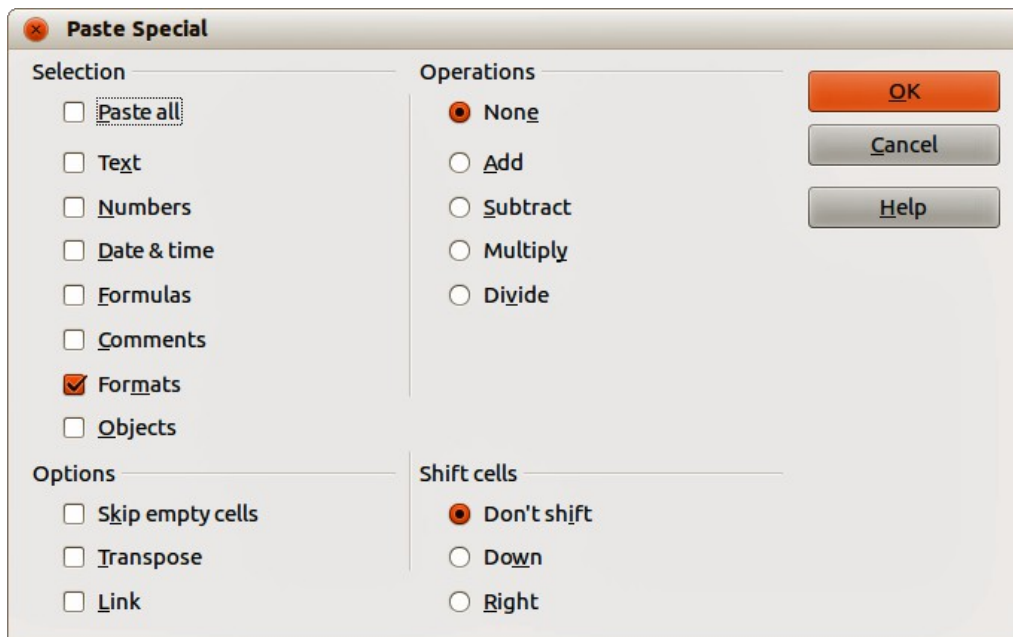 Paste Special
Selection
Paste all
Text
Numbers
Date & time
Formulas
Comments
Formats
Objects
Options
Skip empty cells
Transpose
Link
Operations
None
Add
Subtract
Multiply
Divide
Shift cells
Don't shift
Down
Right
OK
Cancel
Help